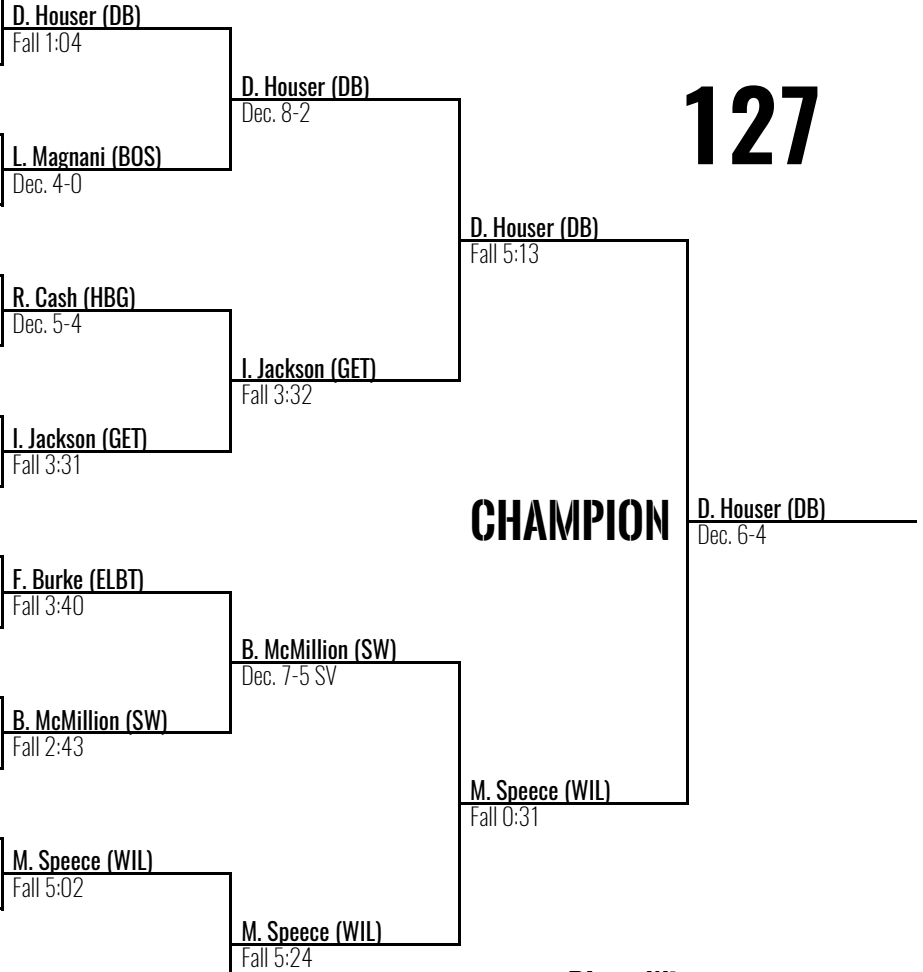 D. Houser (DB)
Fall 1:04
D. Houser (DB)
Dec. 8-2
127
L. Magnani (BOS)
Dec. 4-0
D. Houser (DB)
Fall 5:13
R. Cash (HBG)
Dec. 5-4
I. Jackson (GET)
Fall 3:32
I. Jackson (GET)
Fall 3:31
CHAMPION
D. Houser (DB)
Dec. 6-4
F. Burke (ELBT)
Fall 3:40
B. McMillion (SW)
Dec. 7-5 SV
B. McMillion (SW)
Fall 2:43
M. Speece (WIL)
Fall 0:31
M. Speece (WIL)
Fall 5:02
M. Speece (WIL)
Fall 5:24